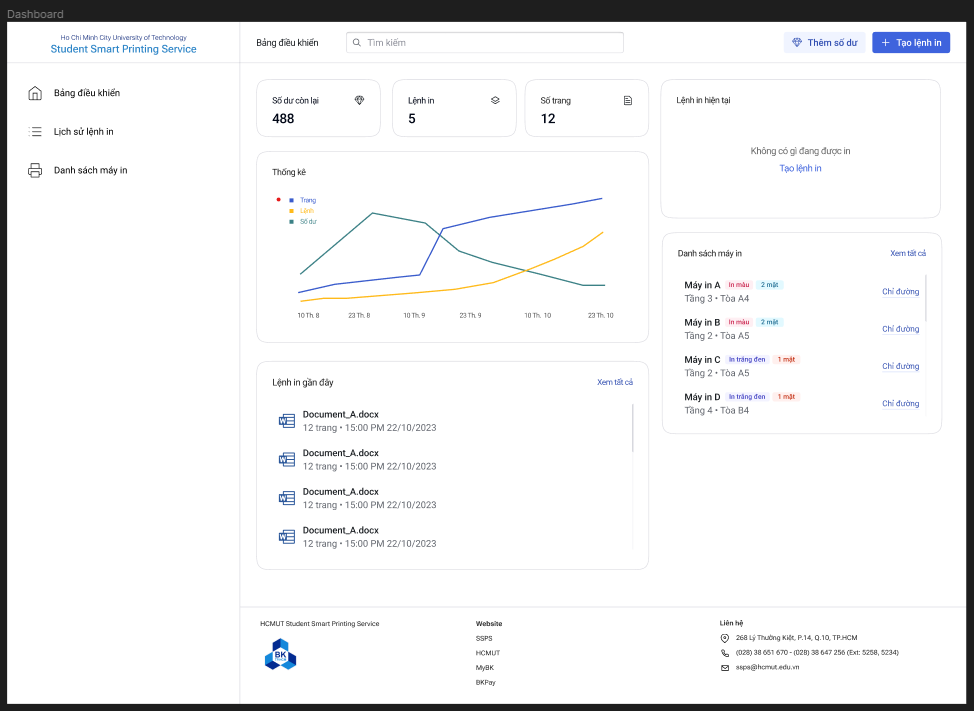 Dashboard
Ho Chi Minh City University of Technology
Student Smart Printing Service
Bảng điều khiển
Tìm kiếm
Thêm số dư
Tạo lệnh in
Bảng điều khiển
Lịch sử lệnh in
Danh sách máy in
Số dư còn lại
488
Lệnh in
5
Số trang
12
Lệnh in hiện tại
Không có gì đang được in
Tạo lệnh in
Thống kê
Trang
Lệnh
Số dư
10 Th. 8
23 Th. 8
10 Th. 9
23 Th. 9
10 Th. 10
23 Th. 10
Danh sách máy in
Xem tất cả
Máy in A In màu 2 mặt
Tầng 3 • Tòa A4
Chỉ đường
Máy in B In màu 2 mặt
Tầng 2 • Tòa A5
Chỉ đường
Máy in C In trắng đen 1 mặt
Tầng 2 • Tòa A5
Chỉ đường
Máy in D In trắng đen 1 mặt
Tầng 4 • Tòa B4
Chỉ đường
Lệnh in gần đây
Xem tất cả
Document_A.docx
12 trang • 15:00 PM 22/10/2023
Document_A.docx
12 trang • 15:00 PM 22/10/2023
Document_A.docx
12 trang • 15:00 PM 22/10/2023
Document_A.docx
12 trang • 15:00 PM 22/10/2023
HCMUT Student Smart Printing Service
BK
Website
SSPS
HCMUT
MyBK
BKPay
Liên hệ
268 Lý Thường Kiệt, P.14, Q.10, TP.HCM
(028) 38 651 670 - (028) 38 647 256 (Ext: 5258, 5234)
ssps@hcmut.edu.vn